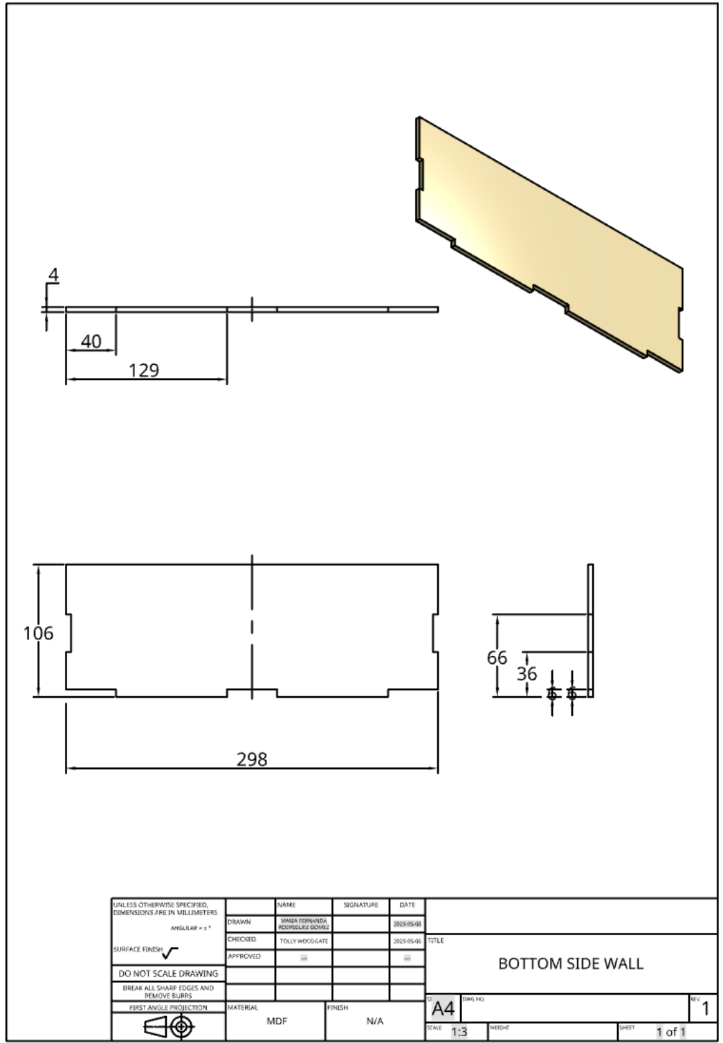 4
40
129
106
66
36
298
UNLESS OTHERWISE SPECIFIED,
DIMENSIONS ARE IN MILLIMETERS
ANGULAR = ± °
SURFACE FINISH
DO NOT SCALE DRAWING
BREAK ALL SHARP EDGES AND
REMOVE BURRS
FIRST ANGLE PROJECTION
NAME SIGNATURE DATE
DRAWN MARIA FERNANDA
RODRIGUEZ GOMEZ
CHECKED TOLLY WOODGATE
APPROVED — —
MATERIAL
MDF
FINISH
N/A
TITLE
BOTTOM SIDE WALL
A4
DWG NO.
REV.
1
SCALE 1:3
WEIGHT
SHEET 1 of 1